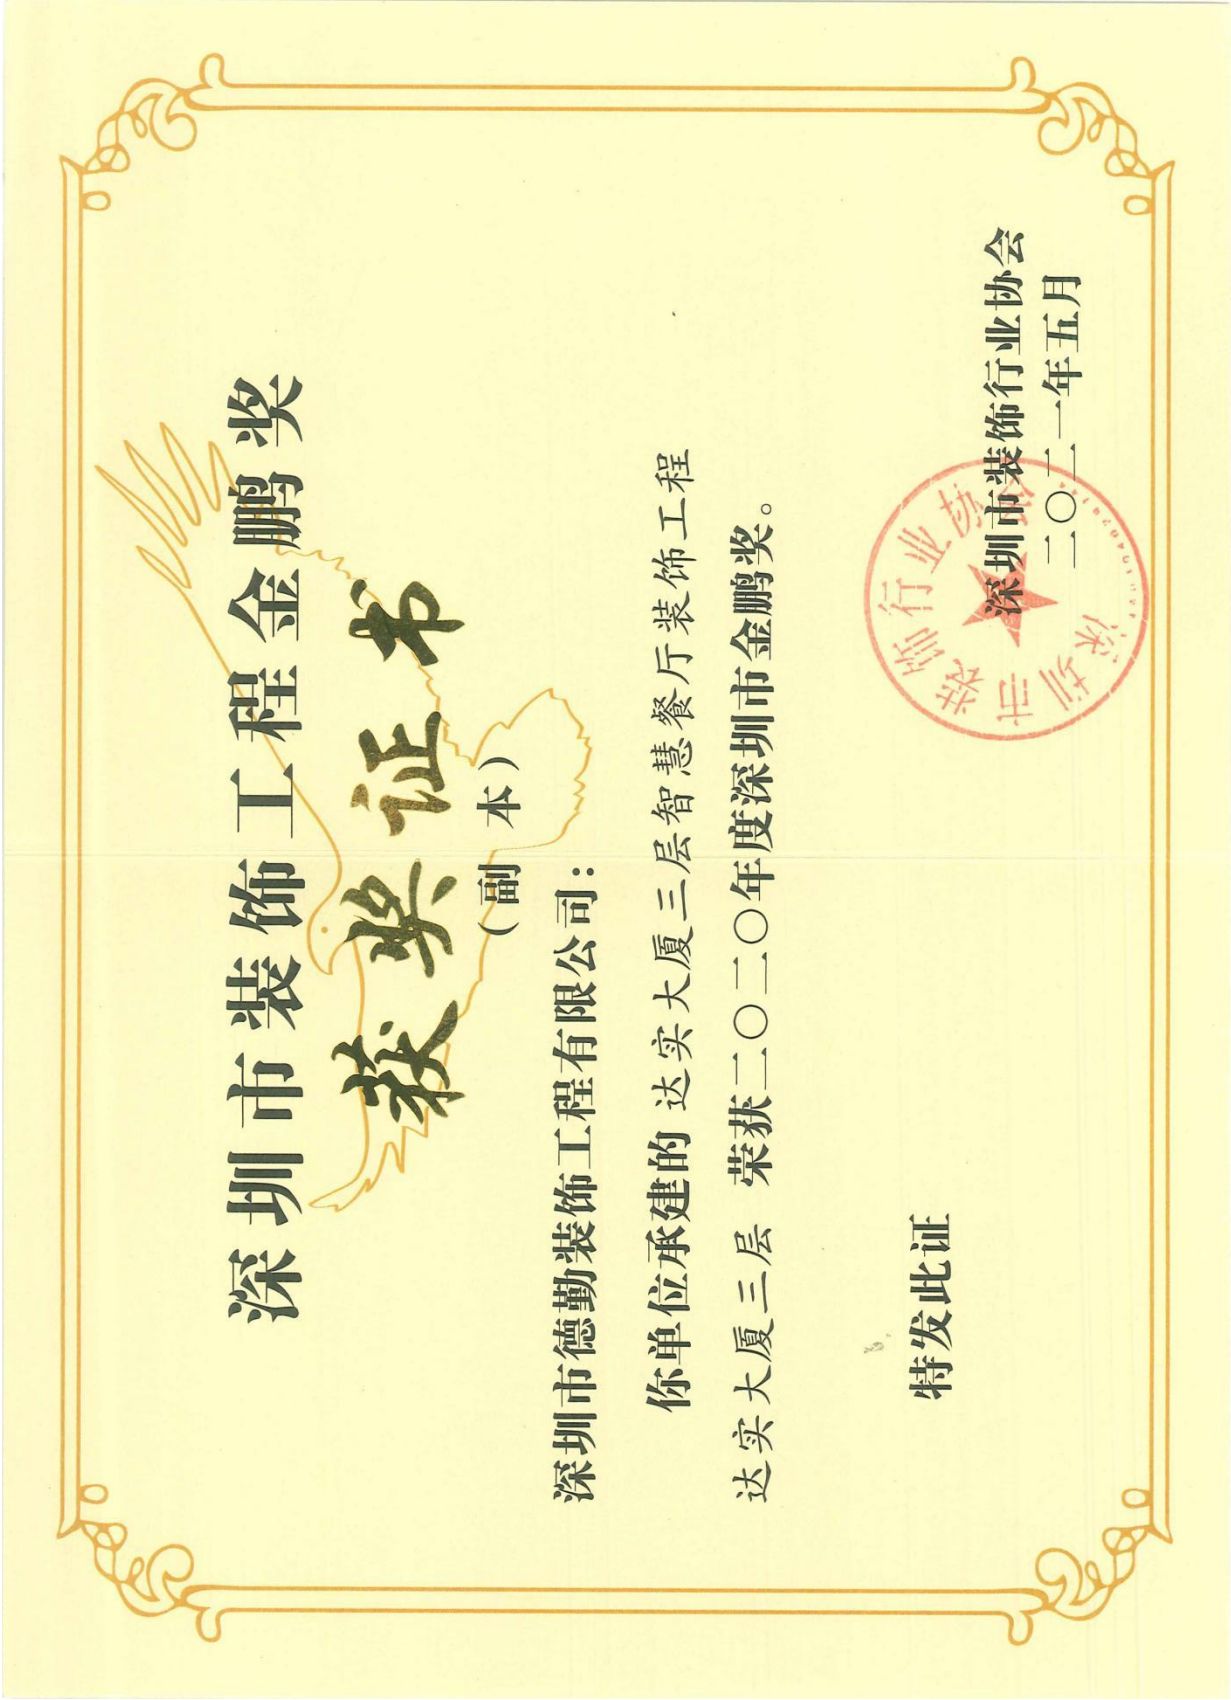 深圳市装饰工程金鹏奖
获奖证书
（副 本）
深圳市德勤装饰工程有限公司：
你单位承建的 达实大厦三层智慧餐厅装饰工程
达实大厦三层 荣获二〇二〇年度深圳市金鹏奖。
特发此证
深圳市装饰行业协会
二〇二一年五月
深圳市装饰行业协会